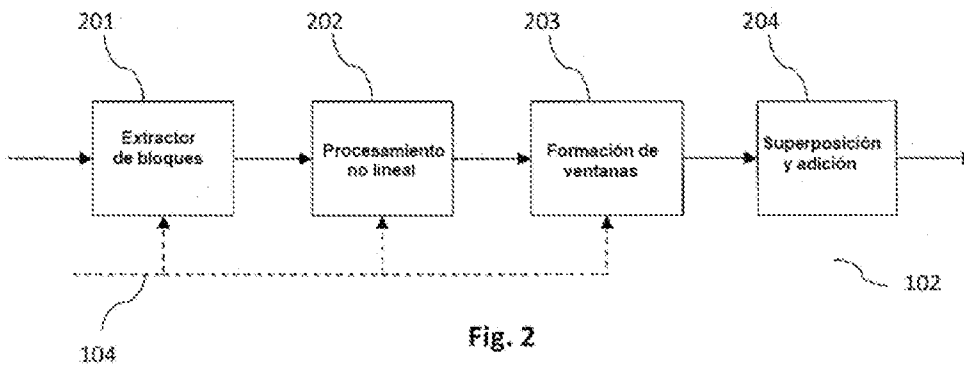 201
202
203
204
Extractor
de bloques
Procesamiento
no lineal
Formación de
ventanas
Superposición
y adición
104
102
Fig. 2